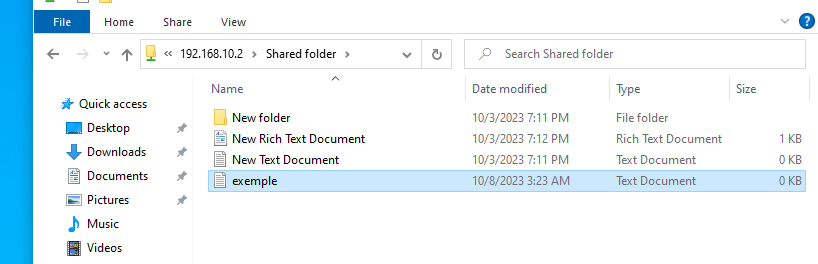 File Home Share View
« 192.168.10.2 > Shared folder > Search Shared folder
Name Date modified Type Size
Quick access
New folder 10/3/2023 7:11 PM File folder
Desktop
New Rich Text Document 10/3/2023 7:12 PM Rich Text Document 1 KB
Downloads
New Text Document 10/3/2023 7:11 PM Text Document 0 KB
Documents
exemple 10/8/2023 3:23 AM Text Document 0 KB
Pictures
Music
Videos